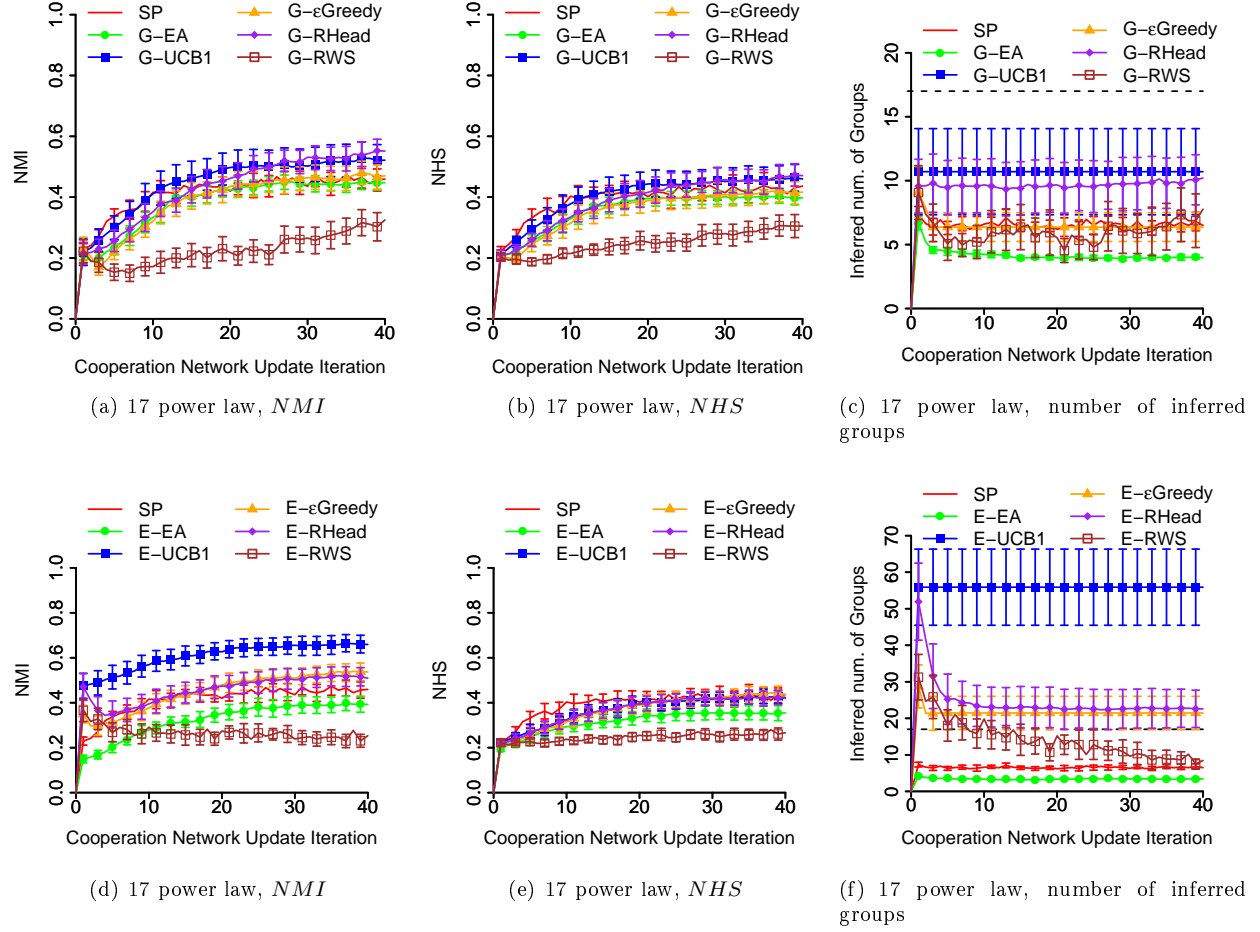 SP
G-EA
G-UCB1
G-εGreedy
G-RHead
G-RWS
NMI
0.0 0.2 0.4 0.6 0.8 1.0
0 10 20 30 40
Cooperation Network Update Iteration
(a) 17 power law, NMI
SP
G-EA
G-UCB1
G-εGreedy
G-RHead
G-RWS
NHS
0.0 0.2 0.4 0.6 0.8 1.0
0 10 20 30 40
Cooperation Network Update Iteration
(b) 17 power law, NHS
SP
G-EA
G-UCB1
G-εGreedy
G-RHead
G-RWS
Inferred num. of Groups
0 5 10 15 20
0 10 20 30 40
Cooperation Network Update Iteration
(c) 17 power law, number of inferred
groups
SP
E-EA
E-UCB1
E-εGreedy
E-RHead
E-RWS
NMI
0.0 0.2 0.4 0.6 0.8 1.0
0 10 20 30 40
Cooperation Network Update Iteration
(d) 17 power law, NMI
SP
E-EA
E-UCB1
E-εGreedy
E-RHead
E-RWS
NHS
0.0 0.2 0.4 0.6 0.8 1.0
0 10 20 30 40
Cooperation Network Update Iteration
(e) 17 power law, NHS
SP
E-EA
E-UCB1
E-εGreedy
E-RHead
E-RWS
Inferred num. of Groups
0 10 20 30 40 50 60 70
0 10 20 30 40
Cooperation Network Update Iteration
(f) 17 power law, number of inferred
groups